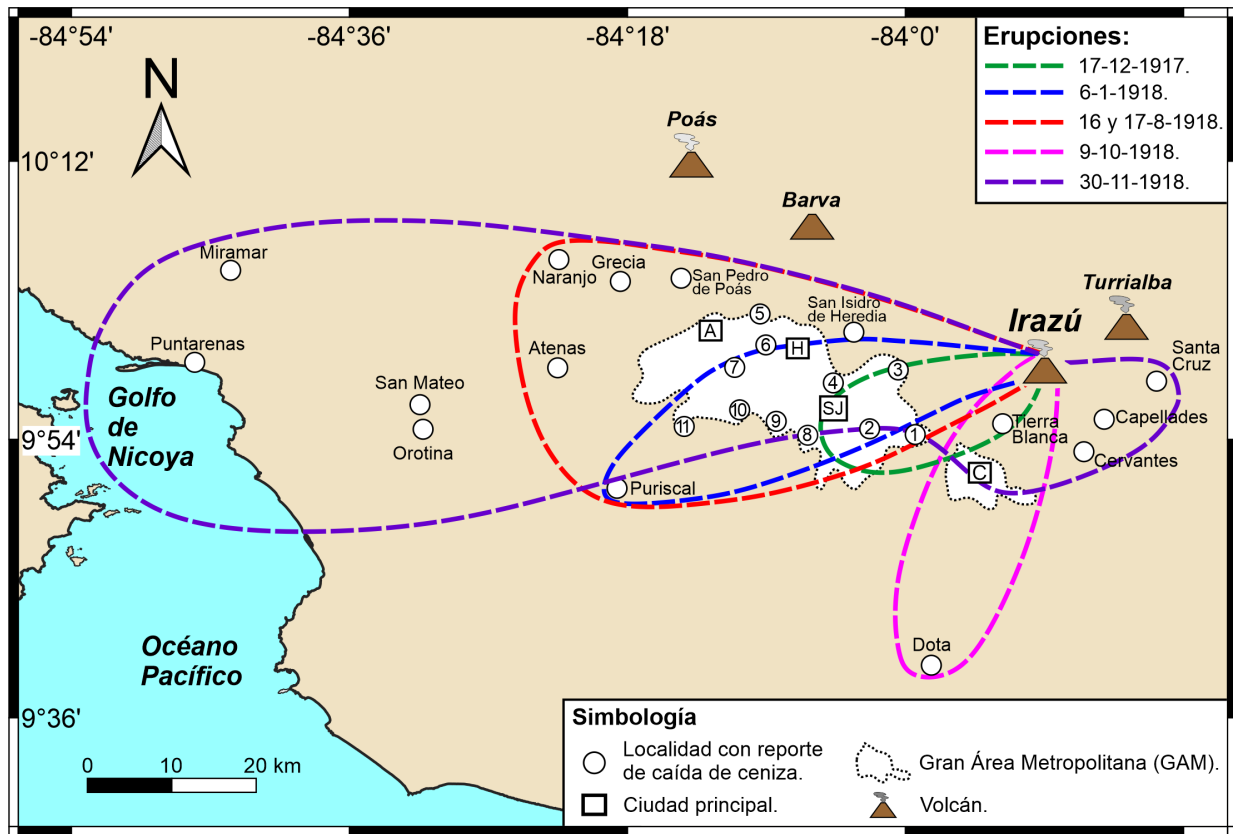 -84°54'
-84°36'
-84°18'
-84°0'
Erupciones:
17-12-1917.
6-1-1918.
16 y 17-8-1918.
9-10-1918.
30-11-1918.
N
10°12'
9°54'
9°36'
Poás
Barva
Turrialba
Irazú
Miramar
Naranjo
Grecia
San Pedro
de Poás
San Isidro
de Heredia
5
A
6
H
7
4
3
SJ
10
9
11
8
2
1
C
Puntarenas
Atenas
San Mateo
Orotina
Puriscal
Santa
Cruz
Capellades
Tierra
Blanca
Cervantes
Golfo
de
Nicoya
Dota
Océano
Pacífico
0 10 20 km
Simbología
Localidad con reporte
de caída de ceniza.
Gran Área Metropolitana (GAM).
Ciudad principal.
Volcán.